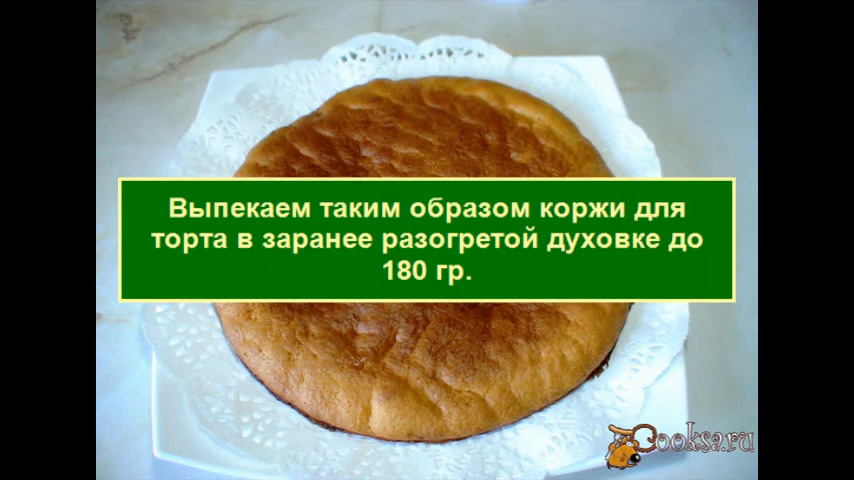 Выпекаем таким образом коржи для
торта в заранее разогретой духовке до
180 гр.
Cooksa.ru